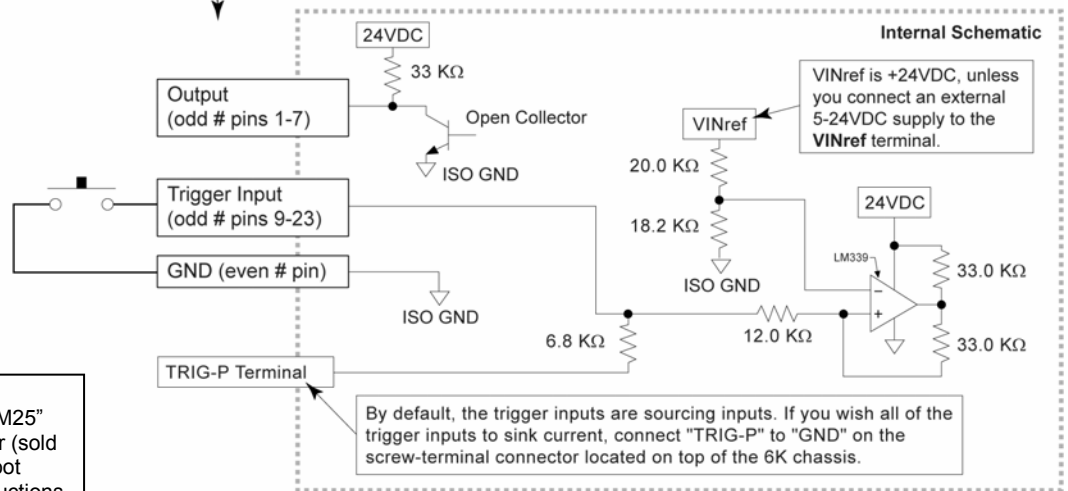 Internal Schematic
24VDC
33 KΩ
Output
(odd # pins 1-7)
Open Collector
ISO GND
VINref is +24VDC, unless
you connect an external
5-24VDC supply to the
VINref terminal.
VINref
20.0 KΩ
18.2 KΩ
ISO GND
Trigger Input
(odd # pins 9-23)
GND (even # pin)
ISO GND
24VDC
LM339
33.0 KΩ
33.0 KΩ
6.8 KΩ
12.0 KΩ
TRIG-P Terminal
By default, the trigger inputs are sourcing inputs. If you wish all of the
trigger inputs to sink current, connect "TRIG-P" to "GND" on the
screw-terminal connector located on top of the 6K chassis.
M25”
(sold